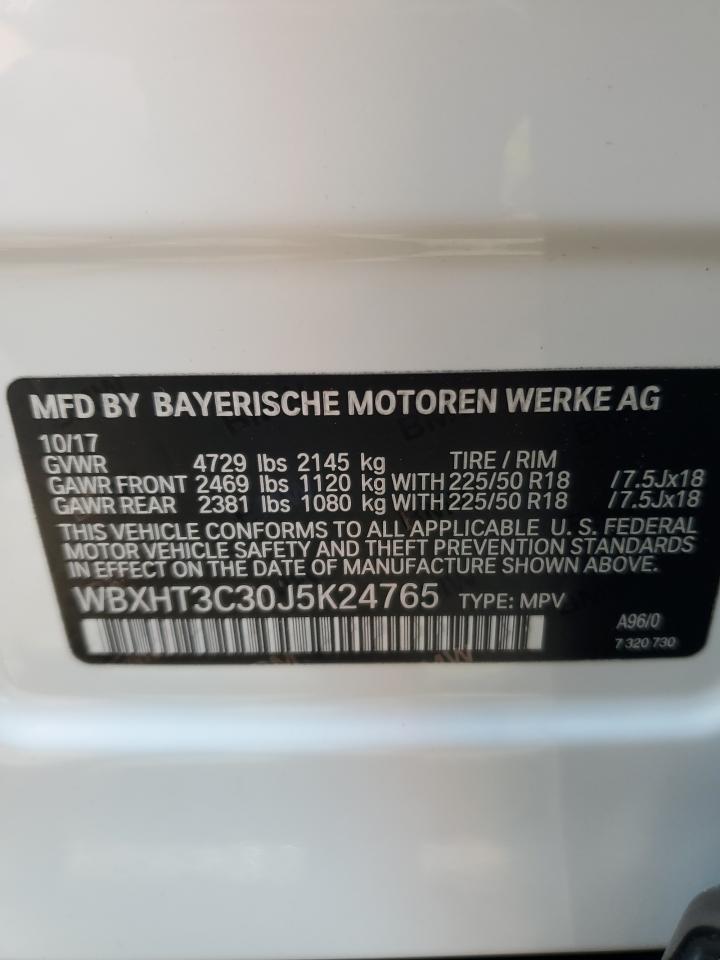 MFD BY BAYERISCHE MOTOREN WERKE AG
10/17
GVWR 4729 lbs 2145 kg TIRE / RIM
GAWR FRONT 2469 lbs 1120 kg WITH 225/50 R18 / 7.5Jx18
GAWR REAR 2381 lbs 1080 kg WITH 225/50 R18 / 7.5Jx18
THIS VEHICLE CONFORMS TO ALL APPLICABLE U. S. FEDERAL
MOTOR VEHICLE SAFETY AND THEFT PREVENTION STANDARDS
IN EFFECT ON THE DATE OF MANUFACTURE SHOWN ABOVE.
WBXHT3C30J5K24765 TYPE: MPV
A96/0
7 320 730